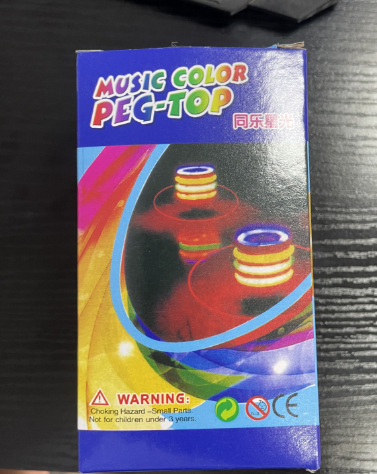 MUSIC COLOR
PEG-TOP
同乐星光
WARNING:
Choking Hazard -Small Parts.
Not for children under 3 years.
CE